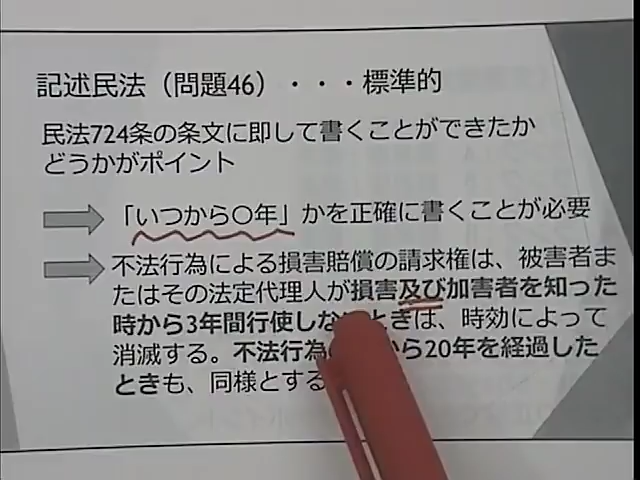 記述民法（問題46）・・・標準的
民法724条の条文に即して書くことができたか
どうかがポイント
「いつから〇年」かを正確に書くことが必要
不法行為による損害賠償の請求権は、被害者ま
たはその法定代理人が損害及び加害者を知った
時から3年間行使しな ときは、時効によって
消滅する。不法行為 から20年を経過した
ときも、同様とする